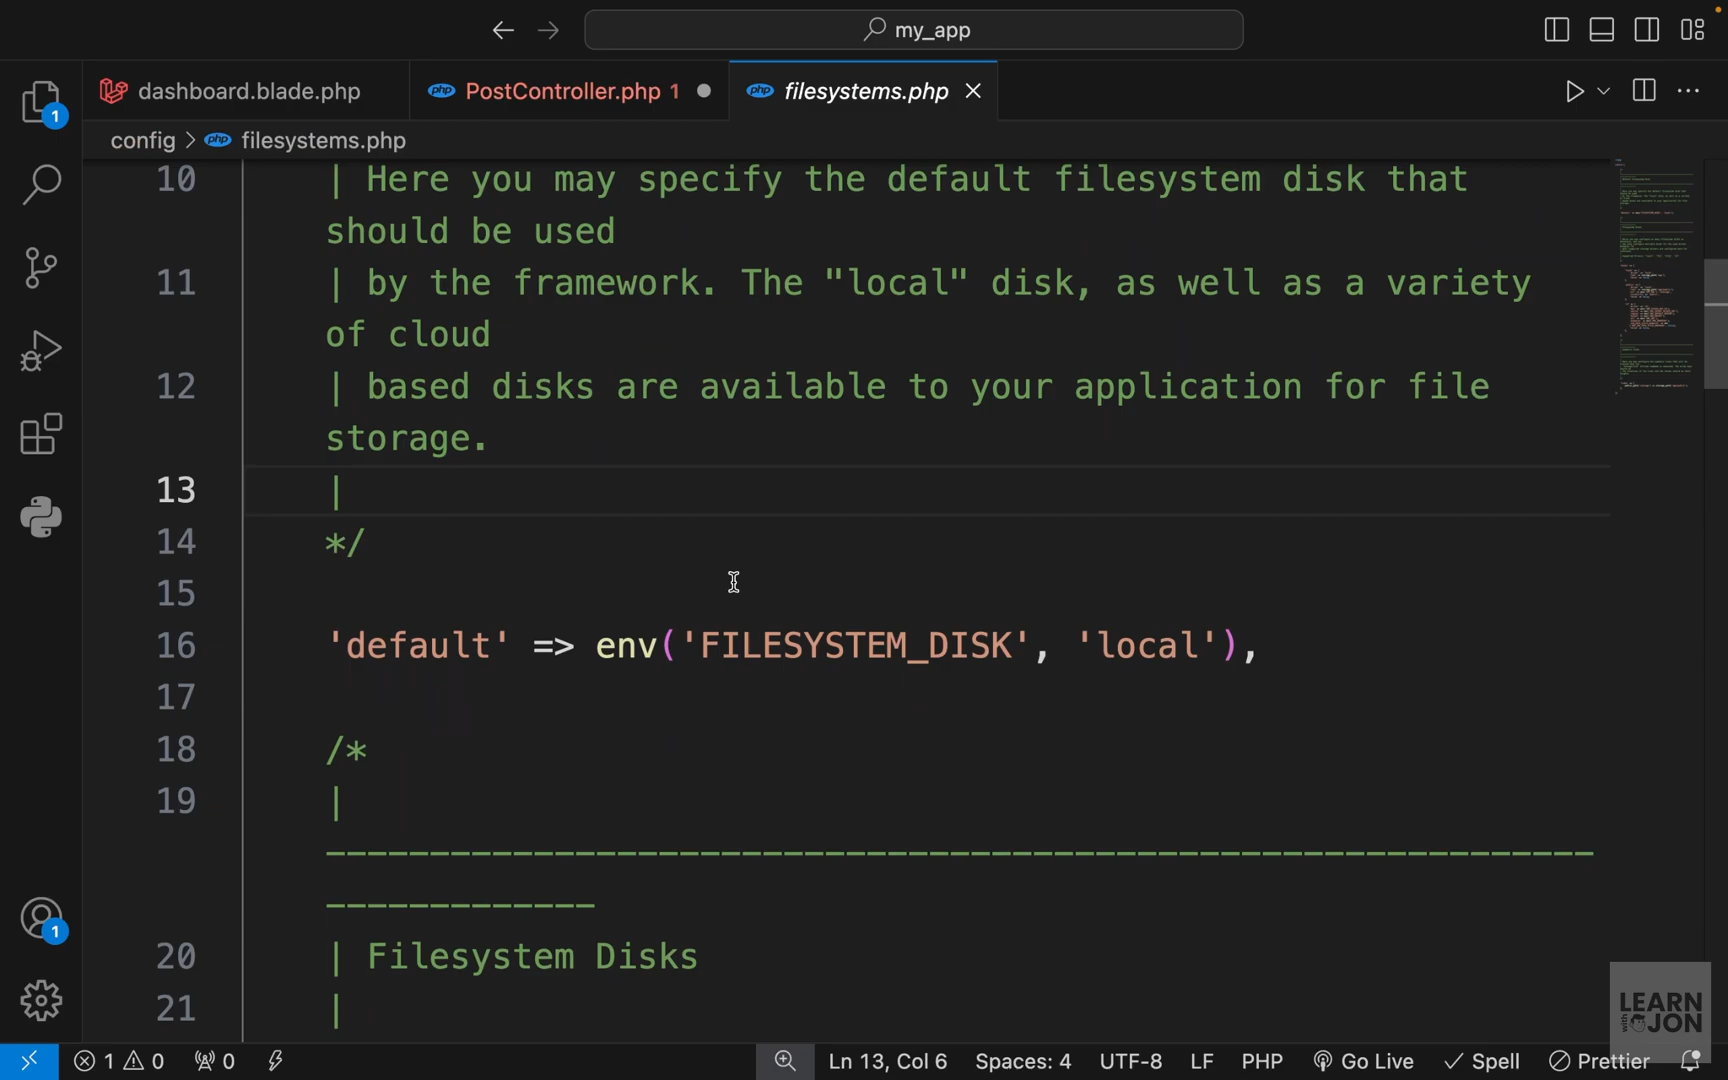 my_app
dashboard.blade.php
PostController.php 1
filesystems.php
config > filesystems.php
10 | Here you may specify the default filesystem disk that
should be used
11 | by the framework. The "local" disk, as well as a variety
of cloud
12 | based disks are available to your application for file
storage.
13 |
14 */
15
16 'default' => env('FILESYSTEM_DISK', 'local'),
17
18 /*
19 |
--------------------------------------------------------------
-------------
20 | Filesystem Disks
21 |
1
1
LEARN
with JON
1 0 0 Ln 13, Col 6 Spaces: 4 UTF-8 LF PHP Go Live Spell Prettier